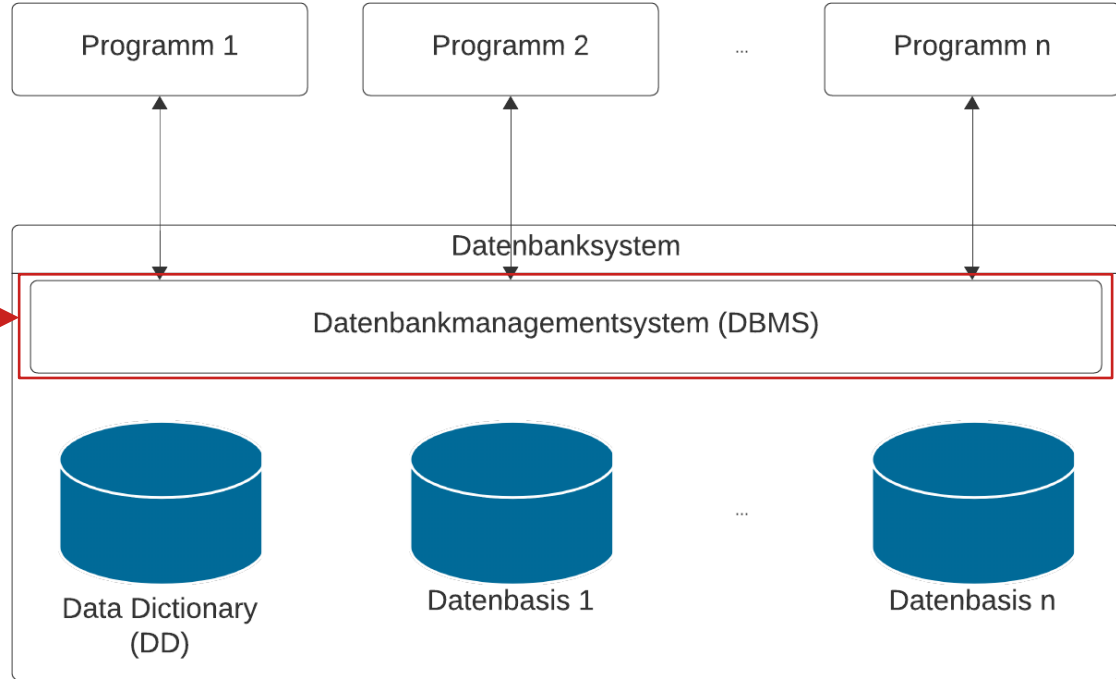 Programm 1
Programm 2
...
Programm n
Datenbanksystem
Datenbankmanagementsystem (DBMS)
...
Data Dictionary
(DD)
Datenbasis 1
Datenbasis n